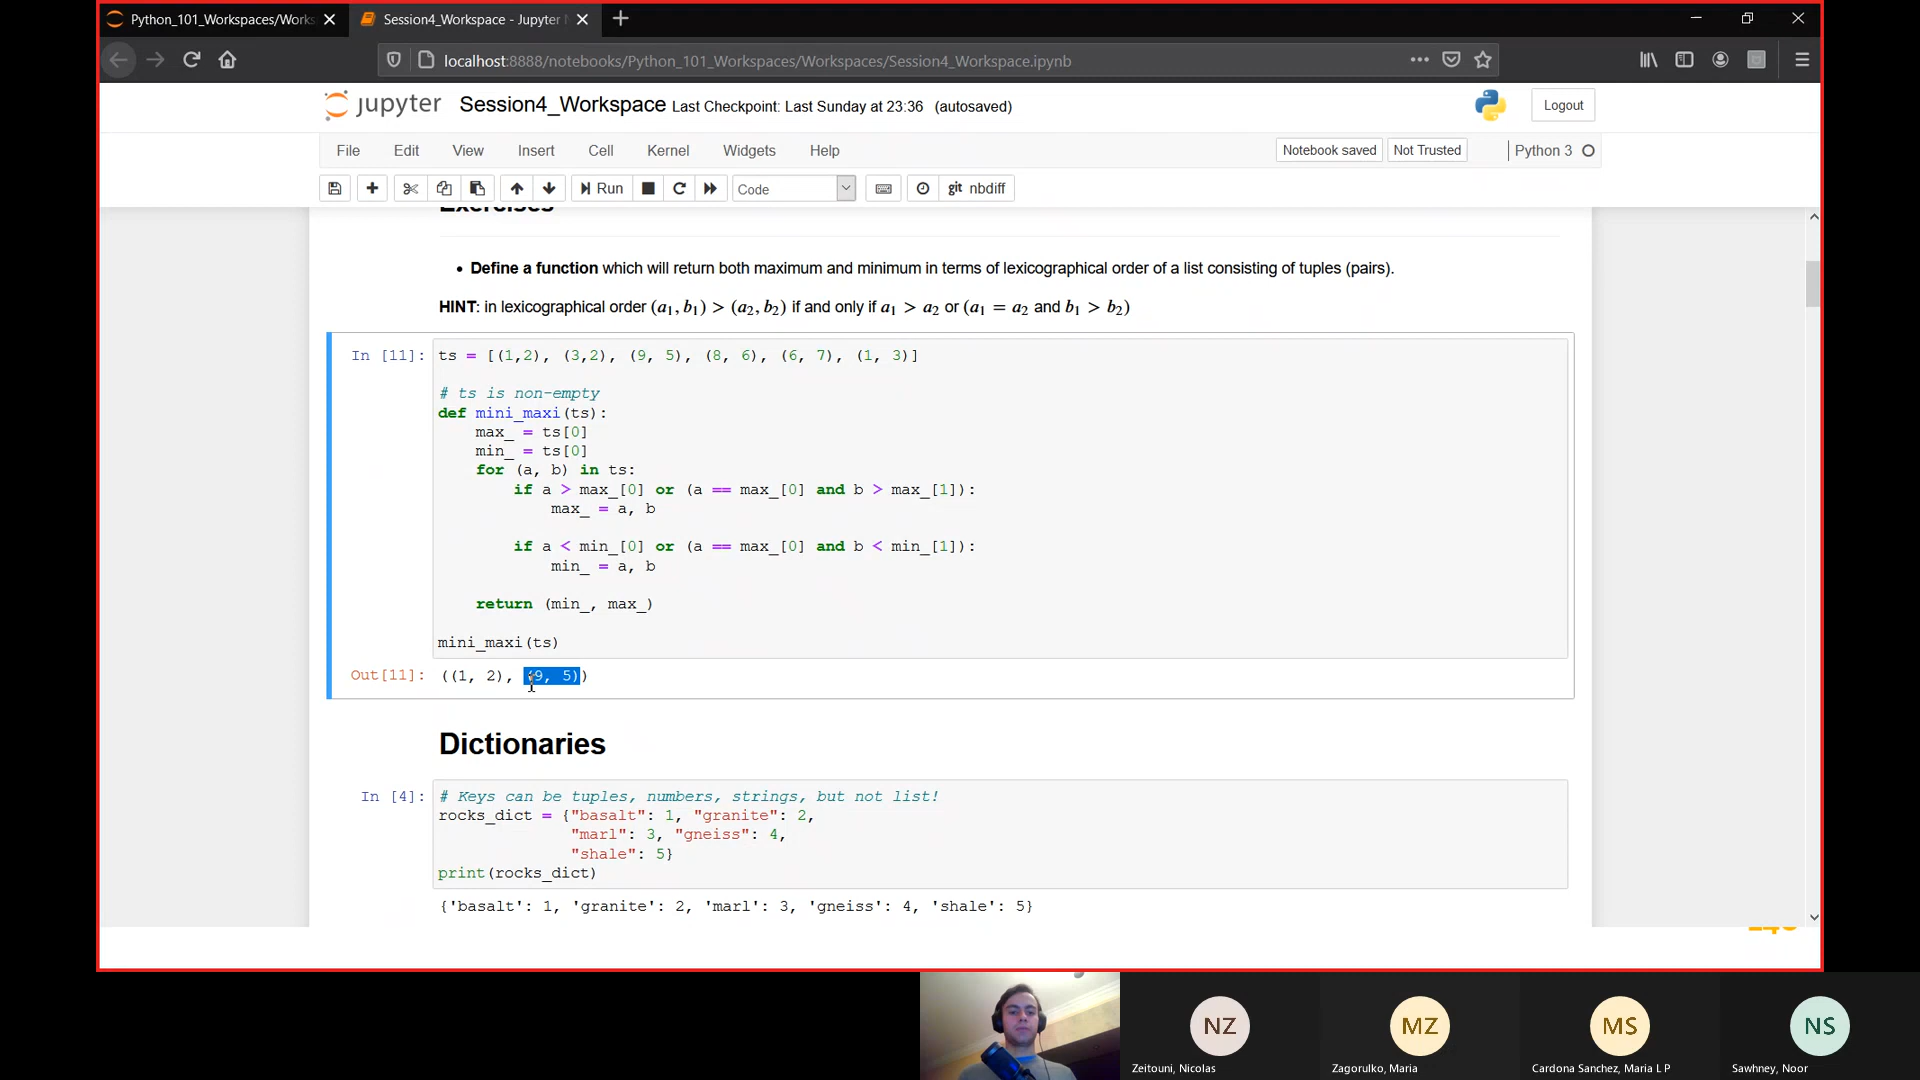 Python_101_Workspaces/Works
Session4_Workspace - Jupyter N
localhost:8888/notebooks/Python_101_Workspaces/Workspaces/Session4_Workspace.ipynb
jupyter Session4_Workspace Last Checkpoint: Last Sunday at 23:36 (autosaved)
Logout
File Edit View Insert Cell Kernel Widgets Help
Notebook saved Not Trusted Python 3
Run Code git nbdiff
Exercises
• Define a function which will return both maximum and minimum in terms of lexicographical order of a list consisting of tuples (pairs).
HINT: in lexicographical order (a₁, b₁) > (a₂, b₂) if and only if a₁ > a₂ or (a₁ = a₂ and b₁ > b₂)
In [11]: ts = [(1,2), (3,2), (9, 5), (8, 6), (6, 7), (1, 3)]
# ts is non-empty
def mini_maxi(ts):
max_ = ts[0]
min_ = ts[0]
for (a, b) in ts:
if a > max_[0] or (a == max_[0] and b > max_[1]):
max_ = a, b
if a < min_[0] or (a == max_[0] and b < min_[1]):
min_ = a, b
return (min_, max_)
mini_maxi(ts)
Out[11]: ((1, 2), (9, 5))
Dictionaries
In [4]: # Keys can be tuples, numbers, strings, but not list!
rocks_dict = {"basalt": 1, "granite": 2,
"marl": 3, "gneiss": 4,
"shale": 5}
print(rocks_dict)
{'basalt': 1, 'granite': 2, 'marl': 3, 'gneiss': 4, 'shale': 5}
NZ MZ MS NS
Zeitouni, Nicolas
Zagorulko, Maria
Cardona Sanchez, Maria L P
Sawhney, Noor